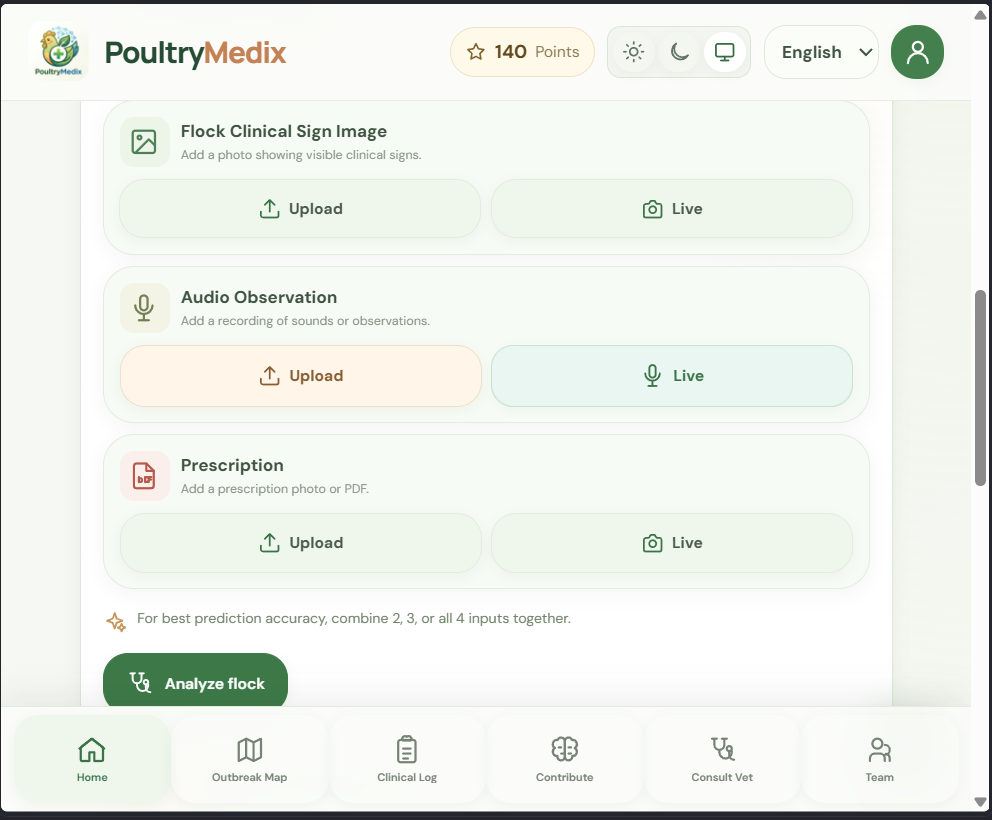 PoultryMedix
PoultryMedix
140 Points
English
Flock Clinical Sign Image
Add a photo showing visible clinical signs.
Upload
Live
Audio Observation
Add a recording of sounds or observations.
Upload
Live
PDF
Prescription
Add a prescription photo or PDF.
Upload
Live
For best prediction accuracy, combine 2, 3, or all 4 inputs together.
Analyze flock
Home
Outbreak Map
Clinical Log
Contribute
Consult Vet
Team